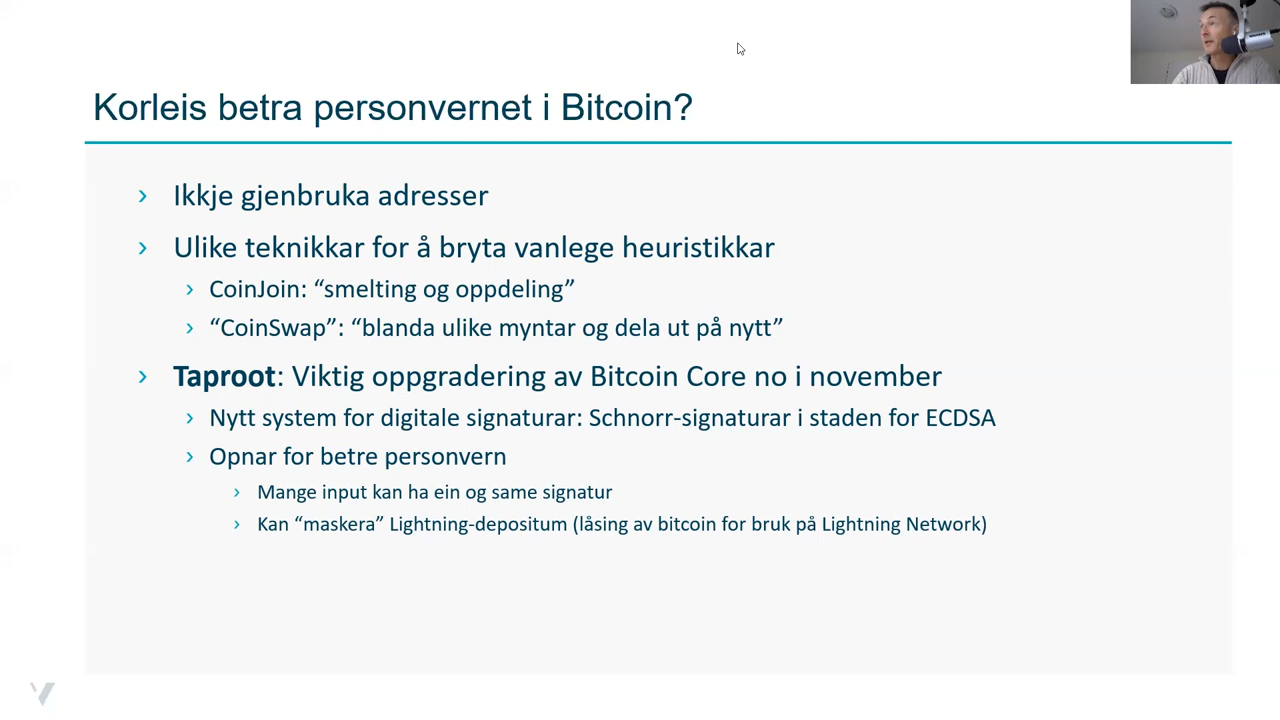 Korleis betra personvernet i Bitcoin?
Ikkje gjenbruka adresser
Ulike teknikkar for å bryta vanlege heuristikkar
CoinJoin: “smelting og oppdeling”
“CoinSwap”: “blanda ulike myntar og dela ut på nytt”
Taproot: Viktig oppgradering av Bitcoin Core no i november
Nytt system for digitale signaturar: Schnorr-signaturar i staden for ECDSA
Opnar for betre personvern
Mange input kan ha ein og same signatur
Kan “maskera” Lightning-depositum (låsing av bitcoin for bruk på Lightning Network)